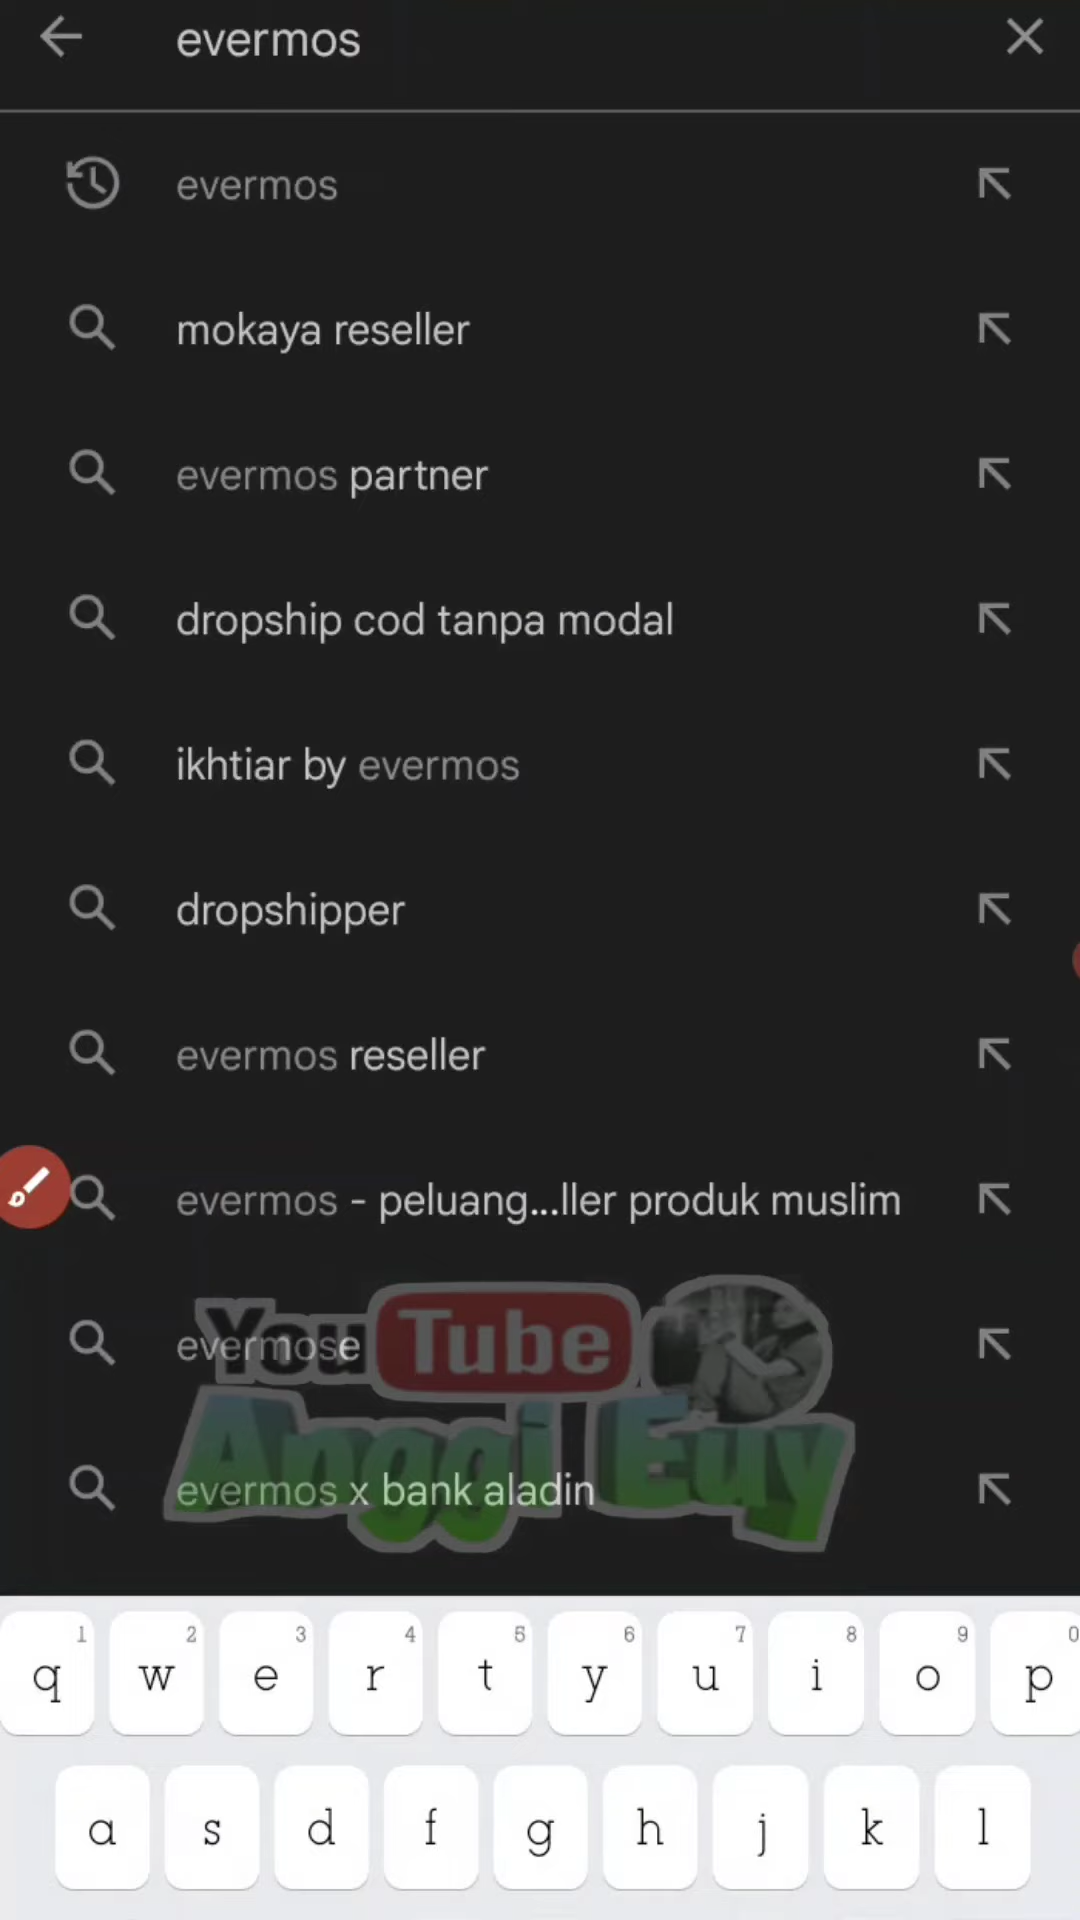 evermos
evermos
mokaya reseller
evermos partner
dropship cod tanpa modal
ikhtiar by evermos
dropshipper
evermos reseller
evermos - peluang...ller produk muslim
YouTube
evermose
Anggi Euy
evermos x bank aladin
1 2 3 4 5 6 7 8 9 0
q w e r t y u i o p
a s d f g h j k l